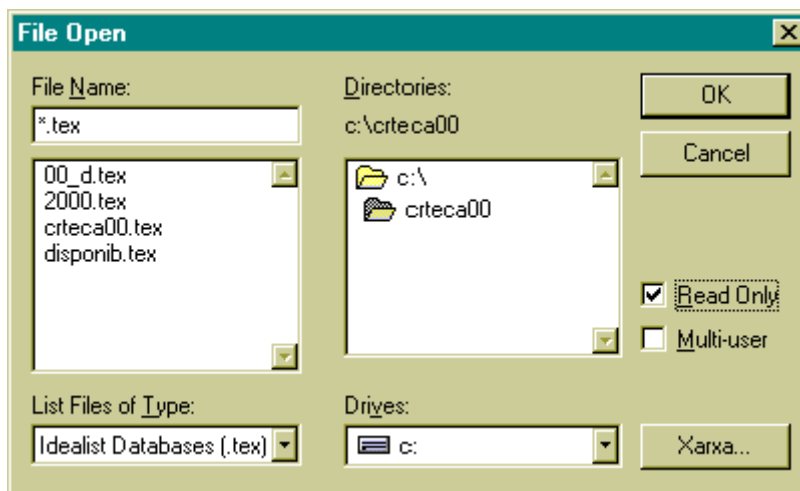 File Open
File Name:
*.tex
00_d.tex
2000.tex
crteca00.tex
disponib.tex
List Files of Type:
Idealist Databases (.tex)
Directories:
c:\crteca00
c:\
crteca00
Drives:
c:
OK
Cancel
Read Only
Multi-user
Xarxa...